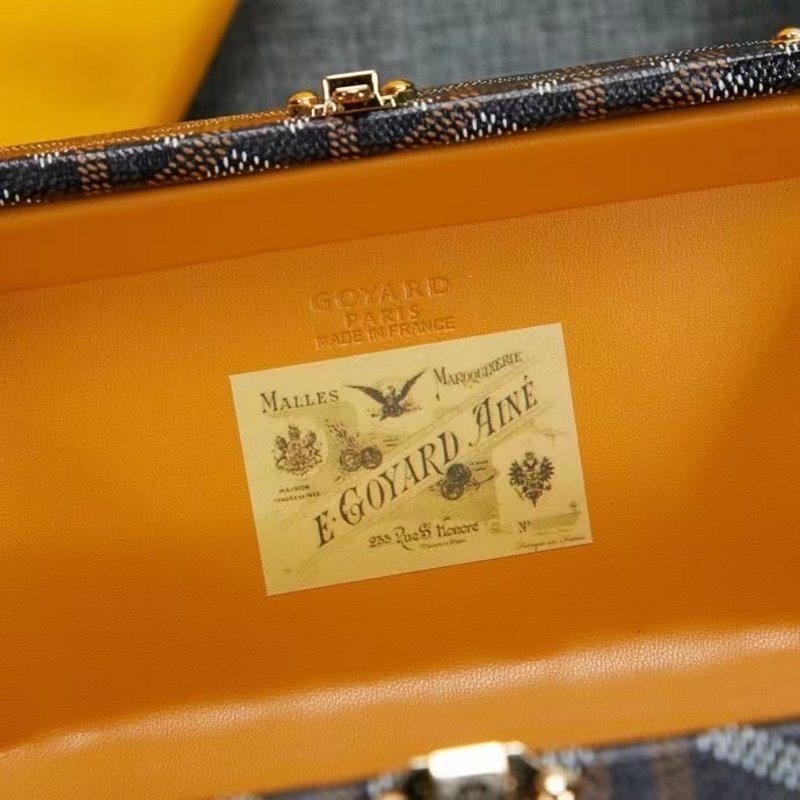 GOYARD
PARIS
MADE IN FRANCE
MALLES
MAROQUINERIE
E. GOYARD AINÉ
MAISON
233, Rue St. Honoré
N°